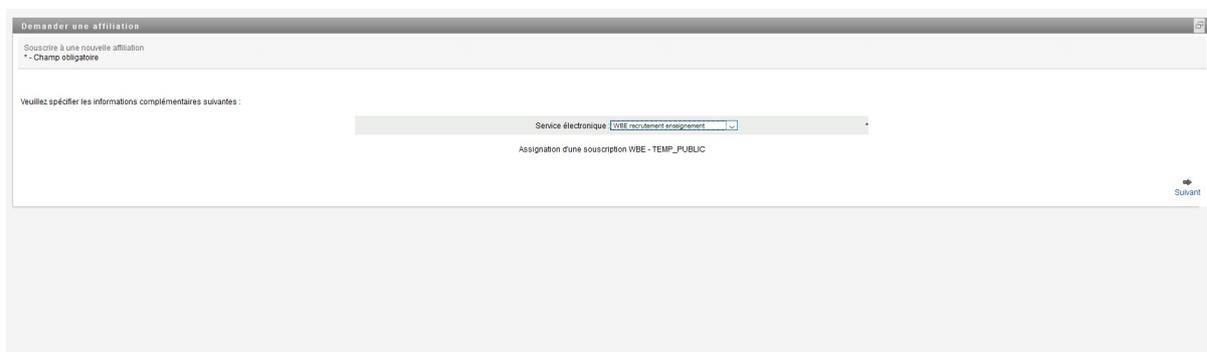 Demander une affiliation
Souscrire à une nouvelle affiliation
* - Champ obligatoire
Veuillez spécifier les informations complémentaires suivantes :
Service électronique : WBE recrutement enseignement *
Assignation d'une souscription WBE - TEMP_PUBLIC
Suivant